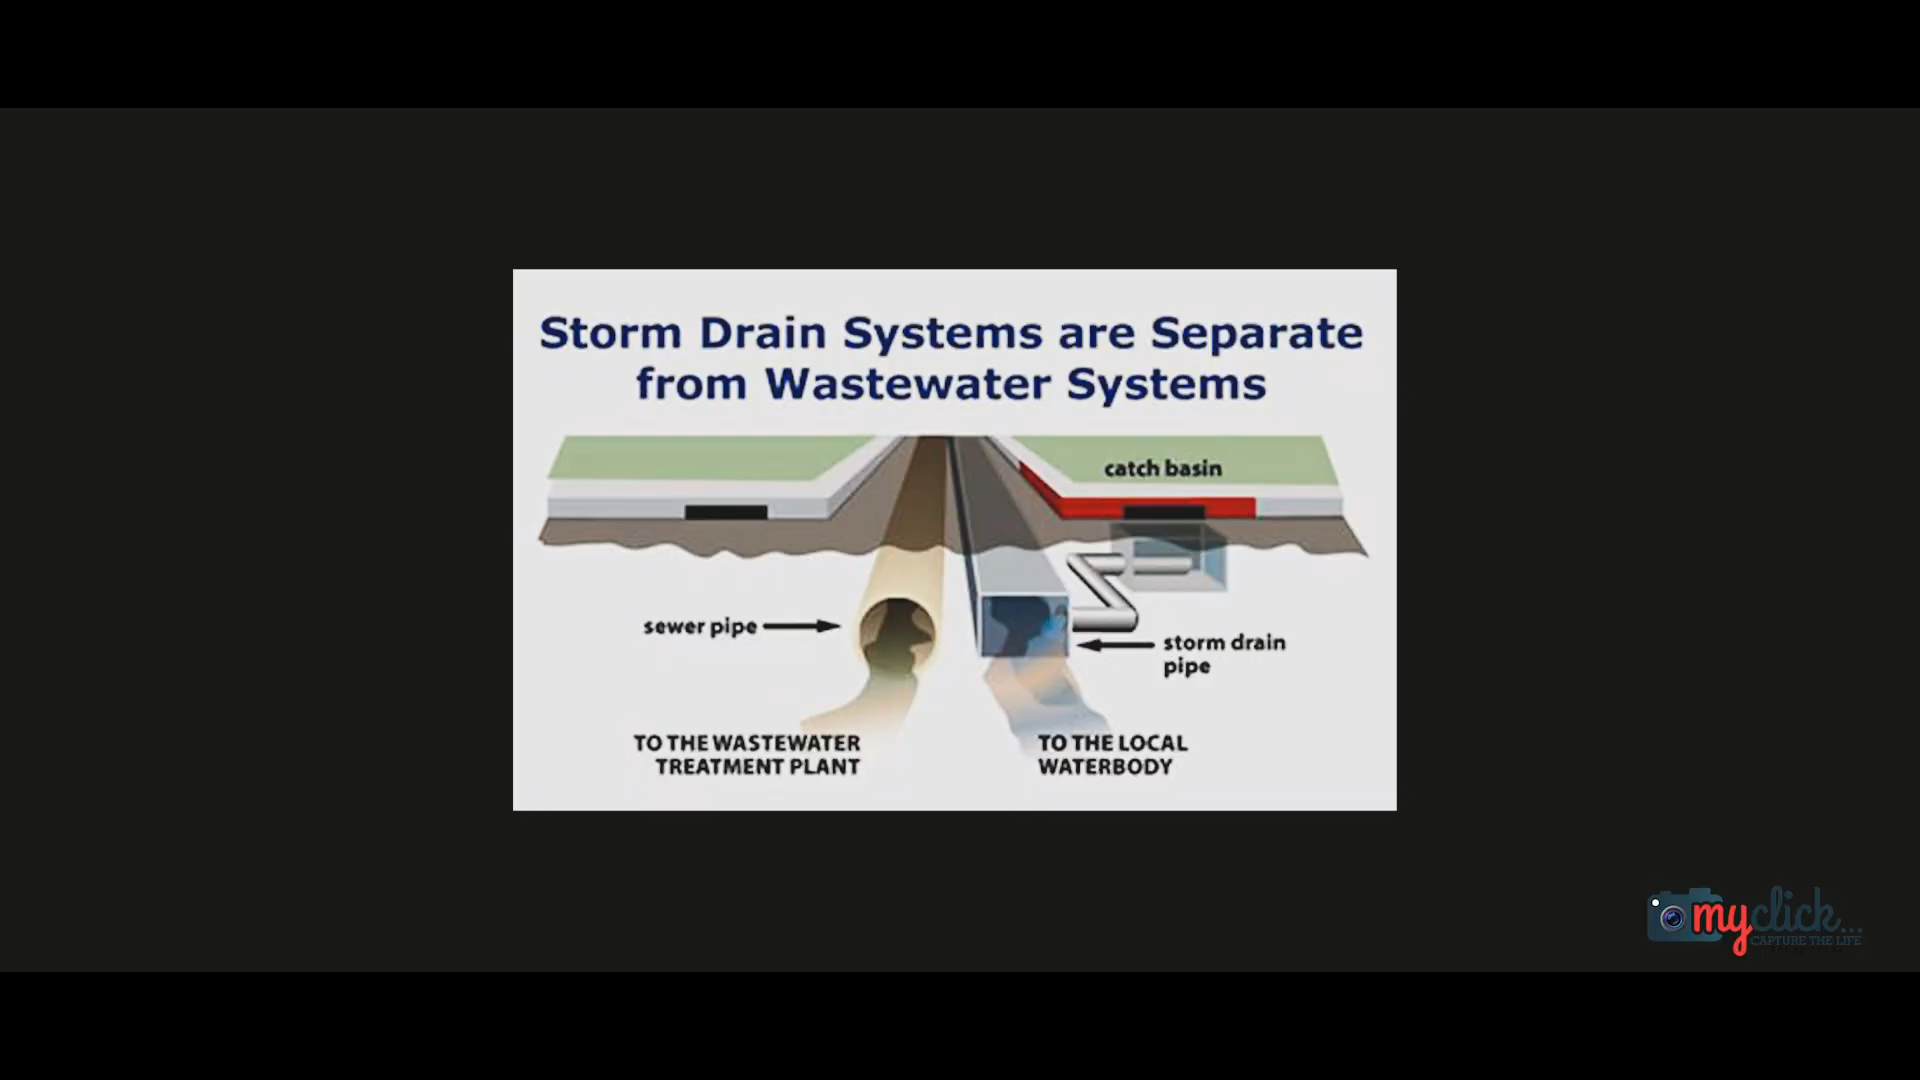 Storm Drain Systems are Separate
from Wastewater Systems
catch basin
sewer pipe
storm drain
pipe
TO THE WASTEWATER
TREATMENT PLANT
TO THE LOCAL
WATERBODY
myclick...
CAPTURE THE LIFE